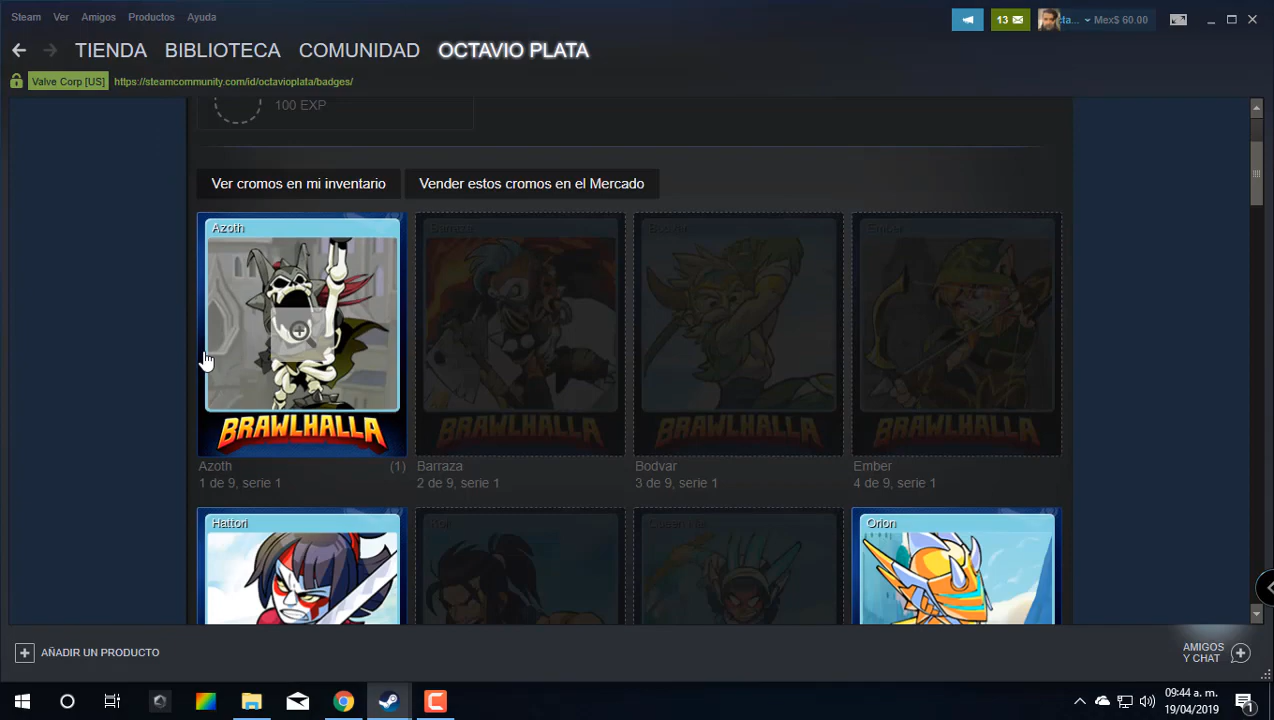 Steam Ver Amigos Productos Ayuda
13
Mex$ 60.00
TIENDA BIBLIOTECA COMUNIDAD OCTAVIO PLATA
Valve Corp [US] https://steamcommunity.com/id/octavioplata/badges/
100 EXP
Ver cromos en mi inventario Vender estos cromos en el Mercado
Azoth Barraza Bodvar Ember
BRAWLHALLA BRAWLHALLA BRAWLHALLA BRAWLHALLA
Azoth (1) Barraza Bodvar Ember
1 de 9, serie 1 2 de 9, serie 1 3 de 9, serie 1 4 de 9, serie 1
Hattori Orion
AÑADIR UN PRODUCTO
AMIGOS
Y CHAT
09:44 a. m.
19/04/2019
1